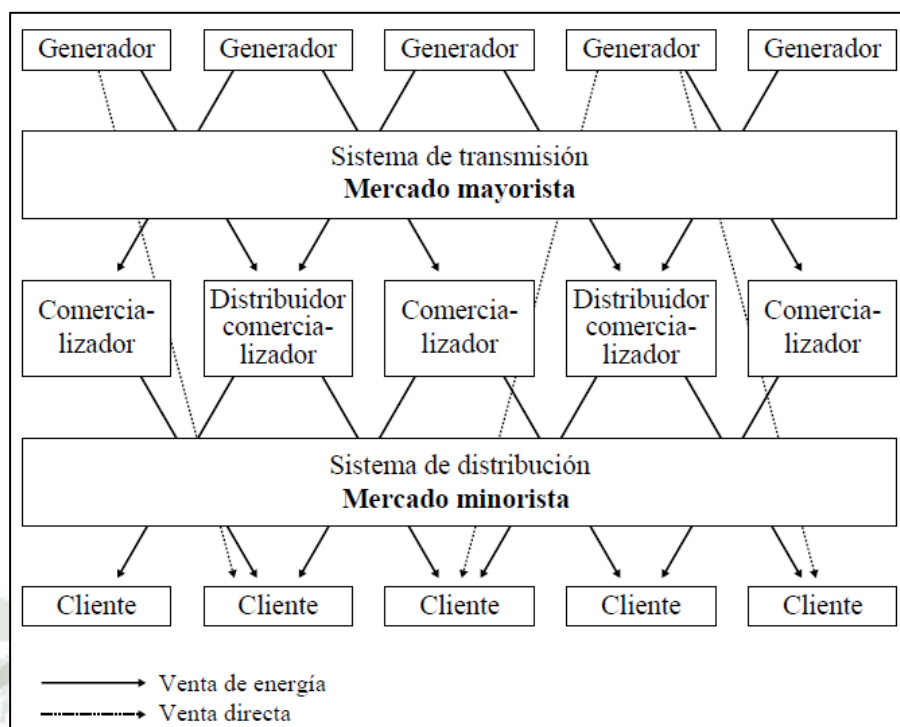 Generador Generador Generador Generador Generador
Sistema de transmisión
Mercado mayorista
Comercia-
lizador
Distribuidor
comercia-
lizador
Comercia-
lizador
Distribuidor
comercia-
lizador
Comercia-
lizador
Sistema de distribución
Mercado minorista
Cliente Cliente Cliente Cliente Cliente
Venta de energía
Venta directa